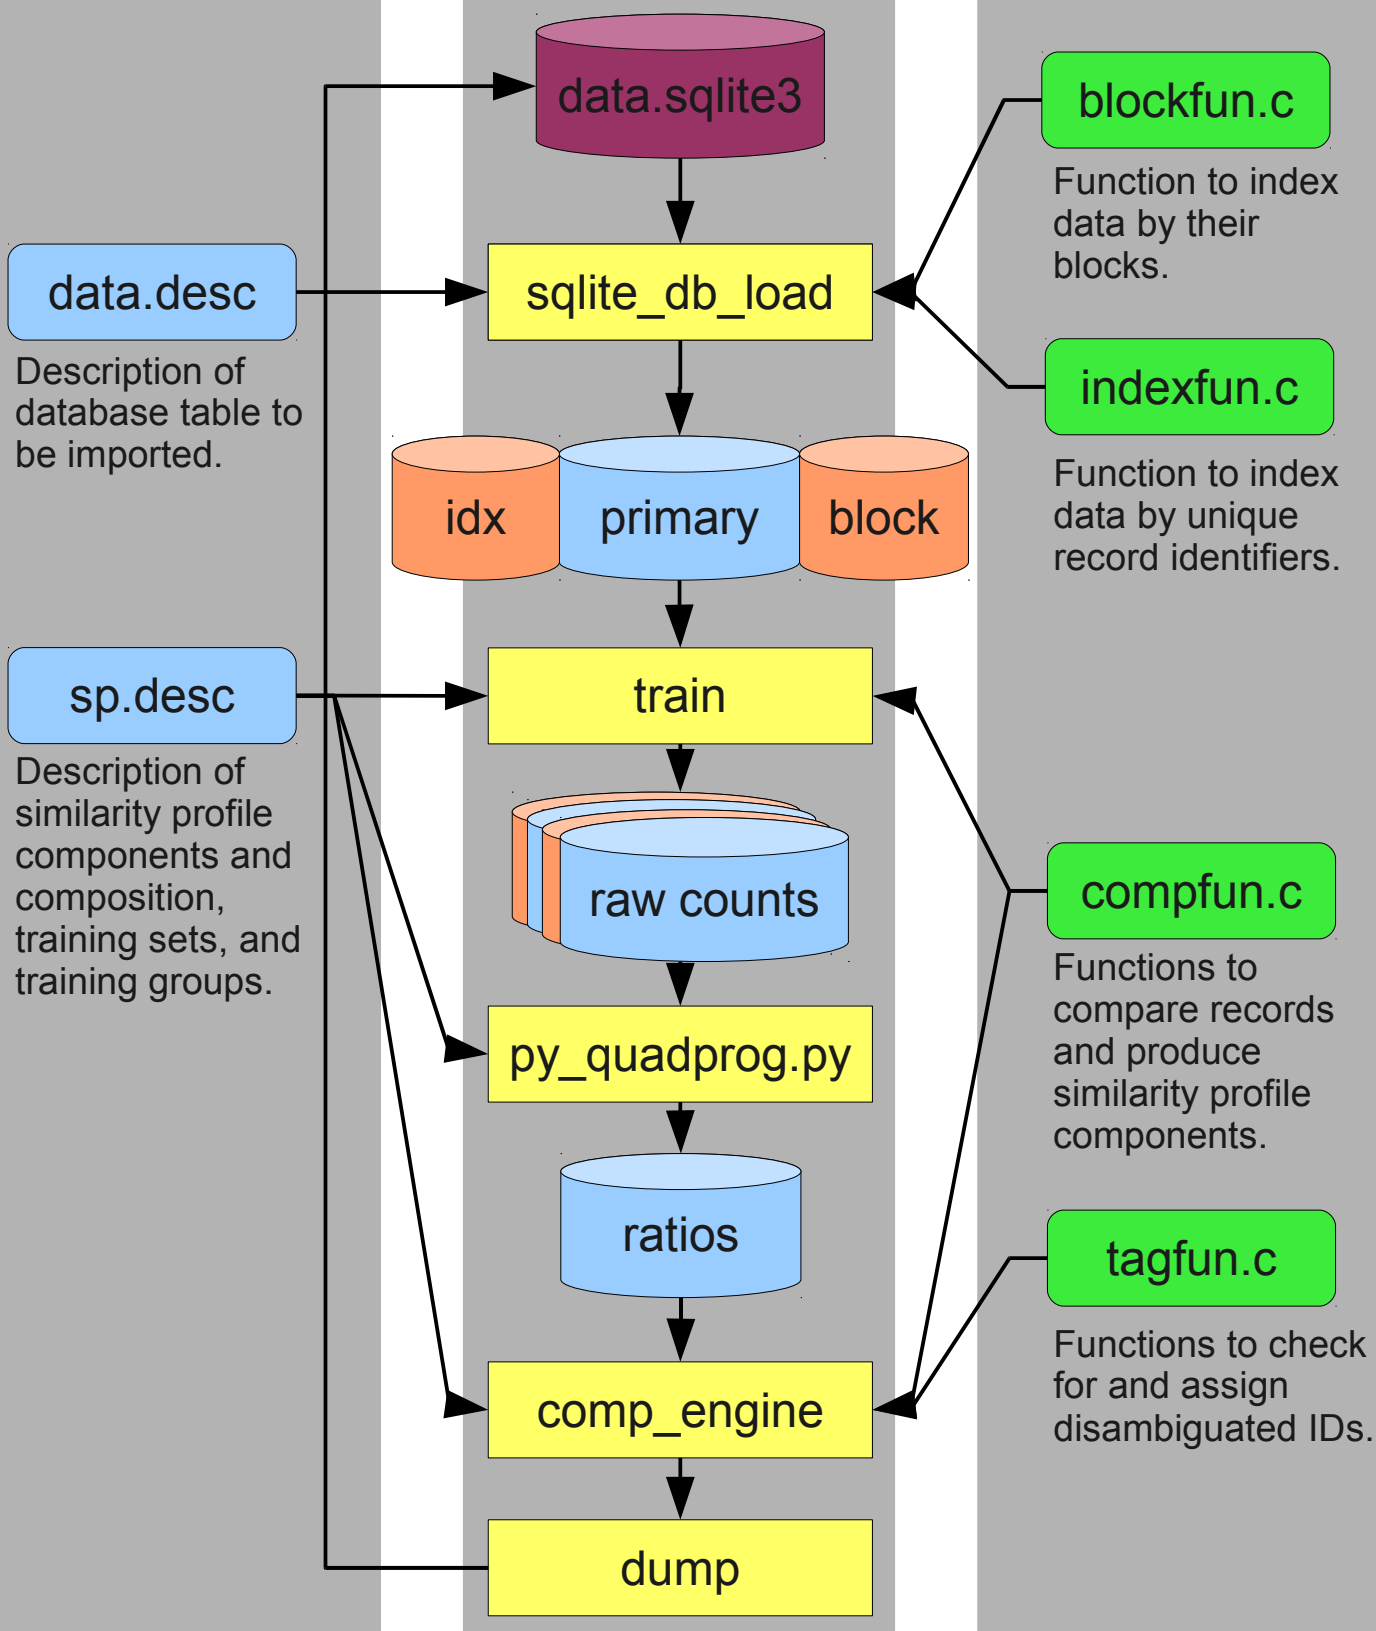 data.sqlite3
blockfun.c
Function to index
data by their
blocks.
data.desc
Description of
database table to
be imported.
sqlite_db_load
indexfun.c
Function to index
data by unique
record identifiers.
idx
primary
block
sp.desc
Description of
similarity profile
components and
composition,
training sets, and
training groups.
train
raw counts
compfun.c
Functions to
compare records
and produce
similarity profile
components.
py_quadprog.py
ratios
tagfun.c
Functions to check
for and assign
disambiguated IDs.
comp_engine
dump